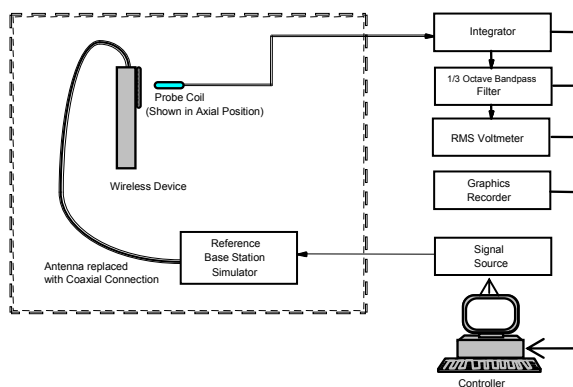 Integrator
1/3 Octave Bandpass
Filter
Probe Coil
(Shown in Axial Position)
RMS Voltmeter
Wireless Device
Graphics
Recorder
Reference
Base Station
Simulator
Signal
Source
Antenna replaced
with Coaxial Connection
Controller